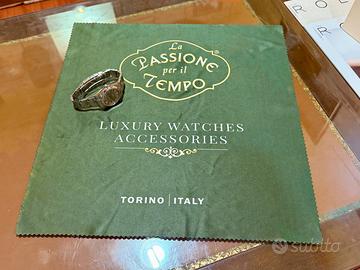 La
PASSIONE
per il
TEMPO
®
LUXURY WATCHES
ACCESSORIES
TORINO | ITALY
subito